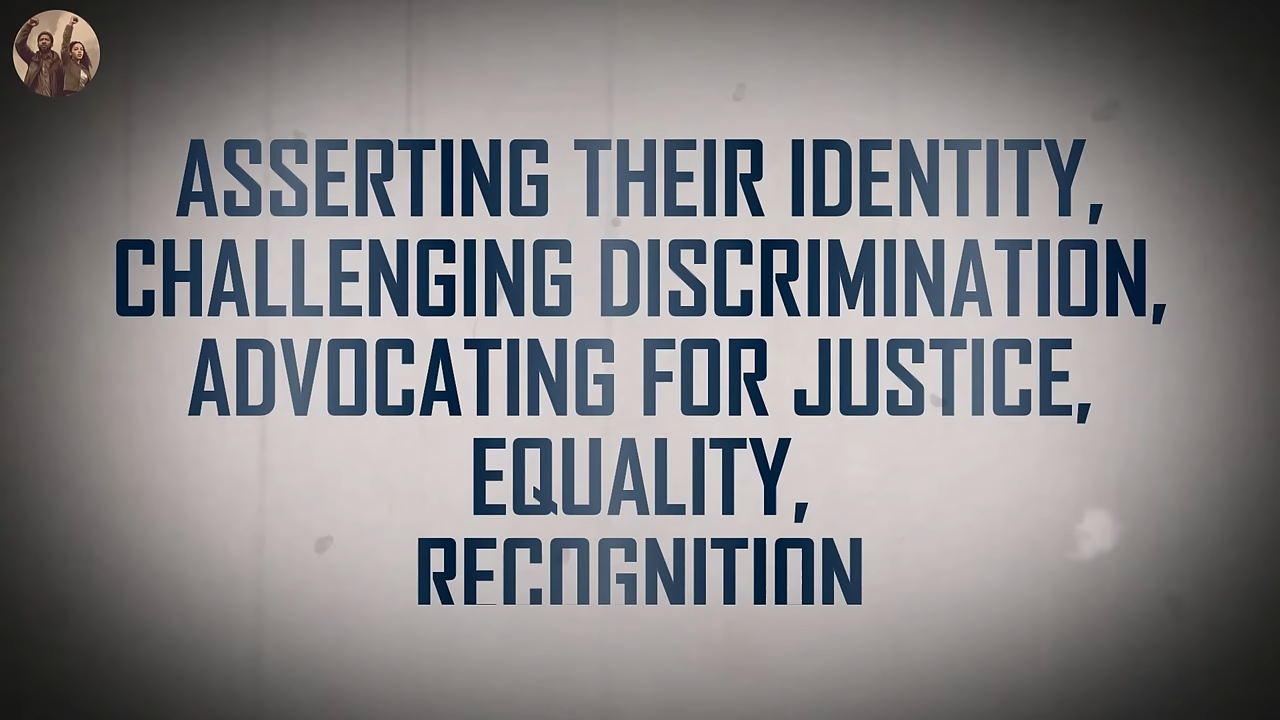 ASSERTING THEIR IDENTITY,
CHALLENGING DISCRIMINATION,
ADVOCATING FOR JUSTICE,
EQUALITY,
RECOGNITION